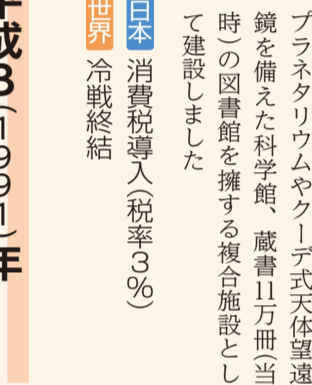 プラネタリウムやクーデ式天体望遠
鏡を備えた科学館、蔵書11万冊(当
時)の図書館を擁する複合施設とし
て建設しました
日本 消費税導入(税率3%)
世界 冷戦終結
平成3(1991)年